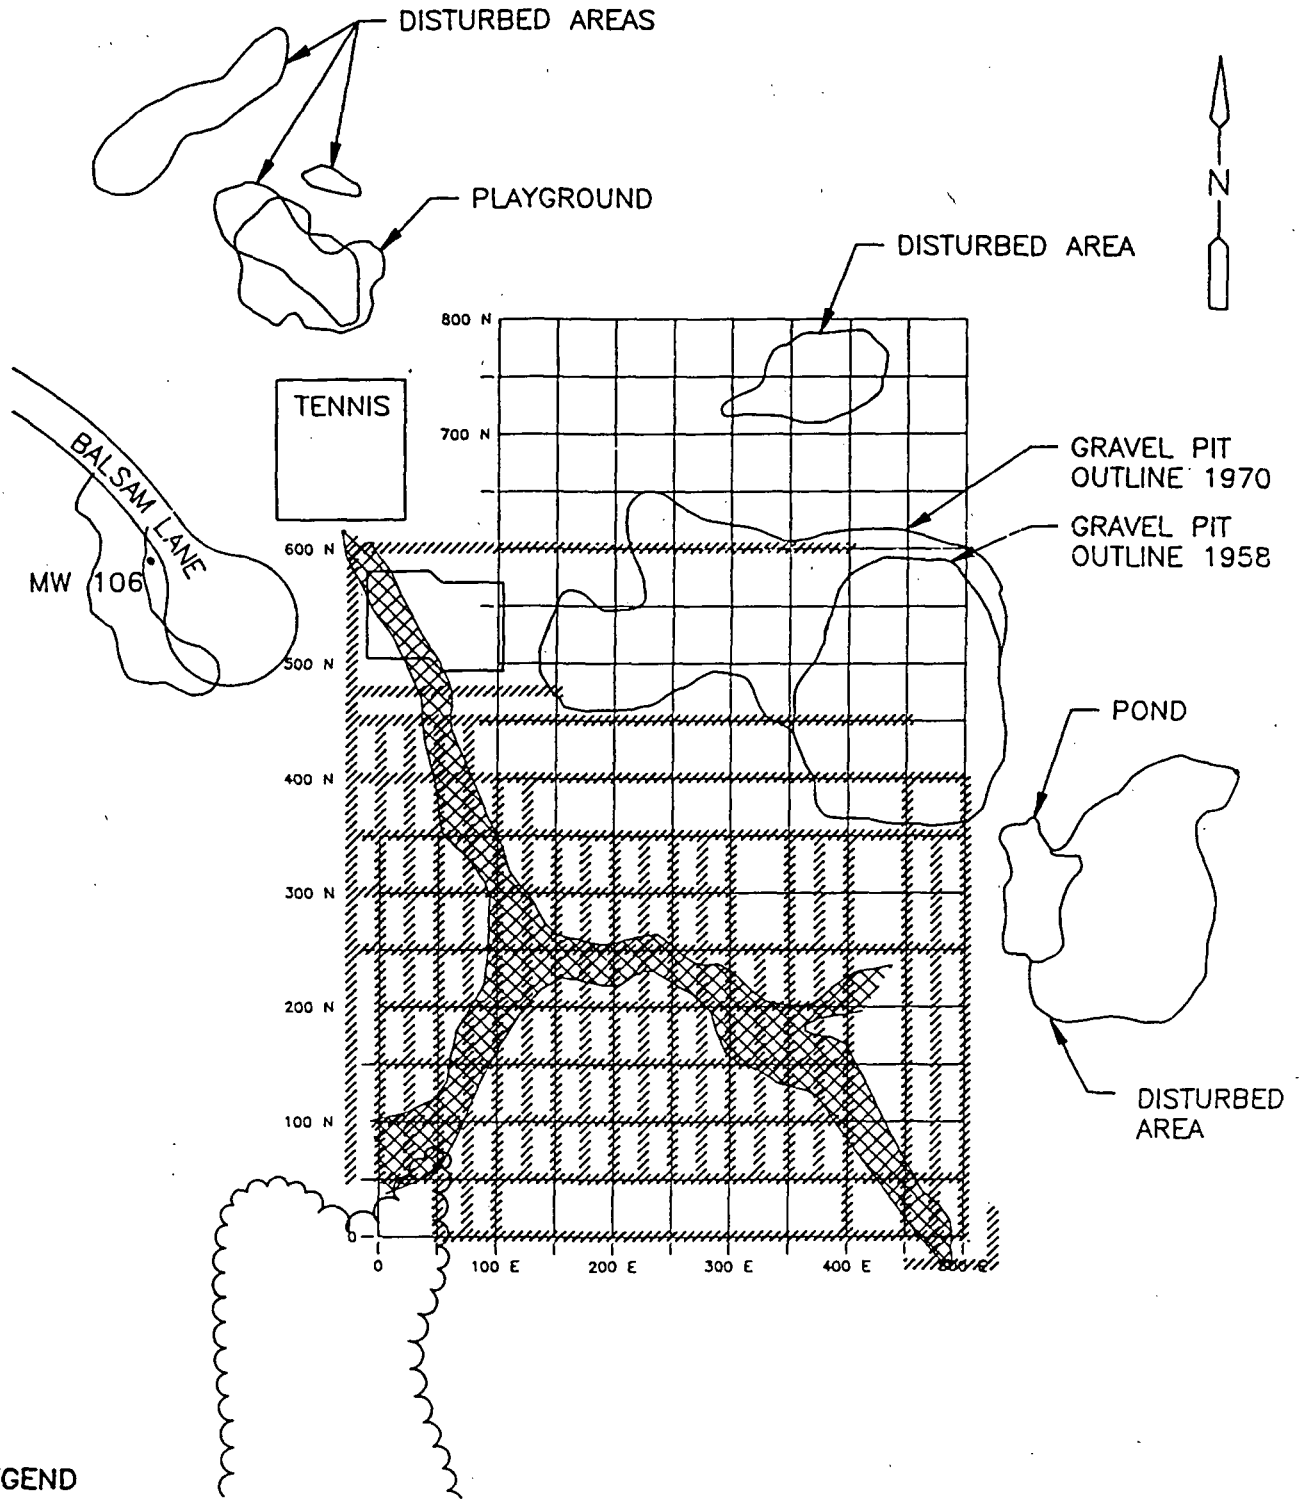 DISTURBED AREAS
PLAYGROUND
N
DISTURBED AREA
800 N
TENNIS
700 N
GRAVEL PIT
OUTLINE 1970
BALSAM LANE
GRAVEL PIT
OUTLINE 1958
600 N
MW 106
500 N
POND
400 N
300 N
200 N
DISTURBED
AREA
100 N
0
0
100 E
200 E
300 E
400 E
500 E
GEND